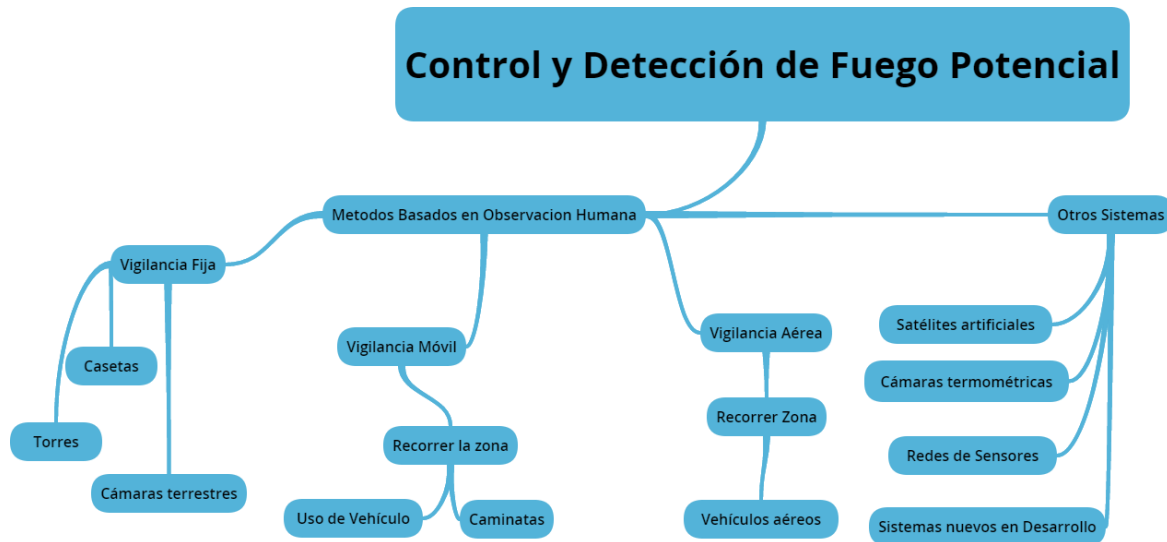 Control y Detección de Fuego Potencial
Metodos Basados en Observacion Humana
Otros Sistemas
Vigilancia Fija
Casetas
Torres
Cámaras terrestres
Vigilancia Móvil
Recorrer la zona
Uso de Vehículo
Caminatas
Vigilancia Aérea
Recorrer Zona
Vehículos aéreos
Satélites artificiales
Cámaras termométricas
Redes de Sensores
Sistemas nuevos en Desarrollo